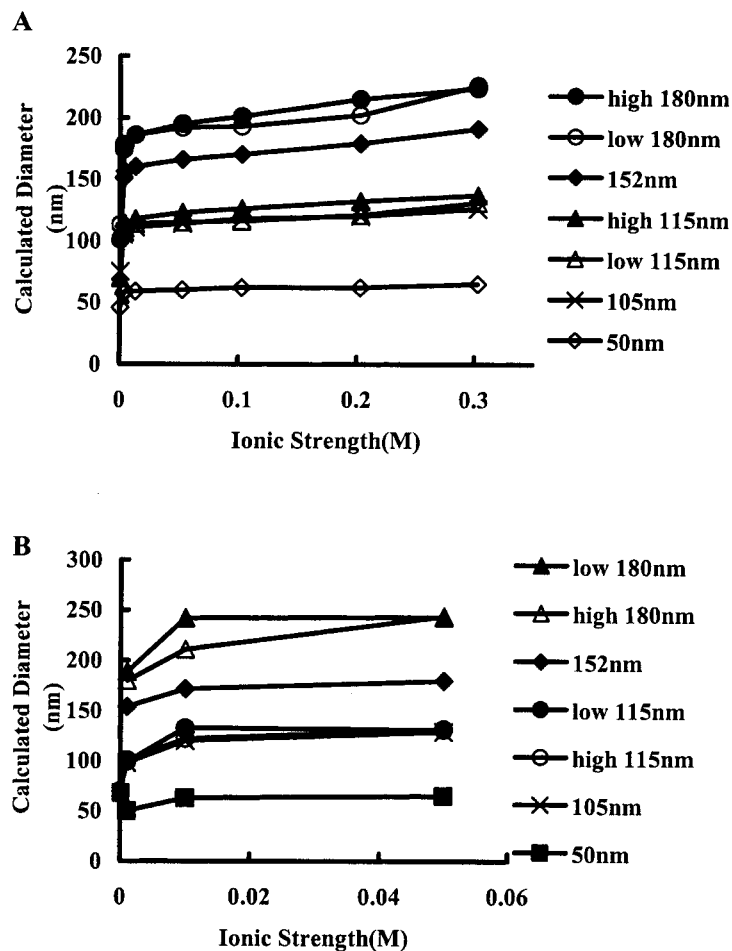 A
250
200
150
100
50
0
Calculated Diameter
(nm)
0 0.1 0.2 0.3
Ionic Strength(M)
high 180nm
low 180nm
152nm
high 115nm
low 115nm
105nm
50nm
B
300
250
200
150
100
50
0
Calculated Diameter
(nm)
0 0.02 0.04 0.06
Ionic Strength(M)
low 180nm
high 180nm
152nm
low 115nm
high 115nm
105nm
50nm